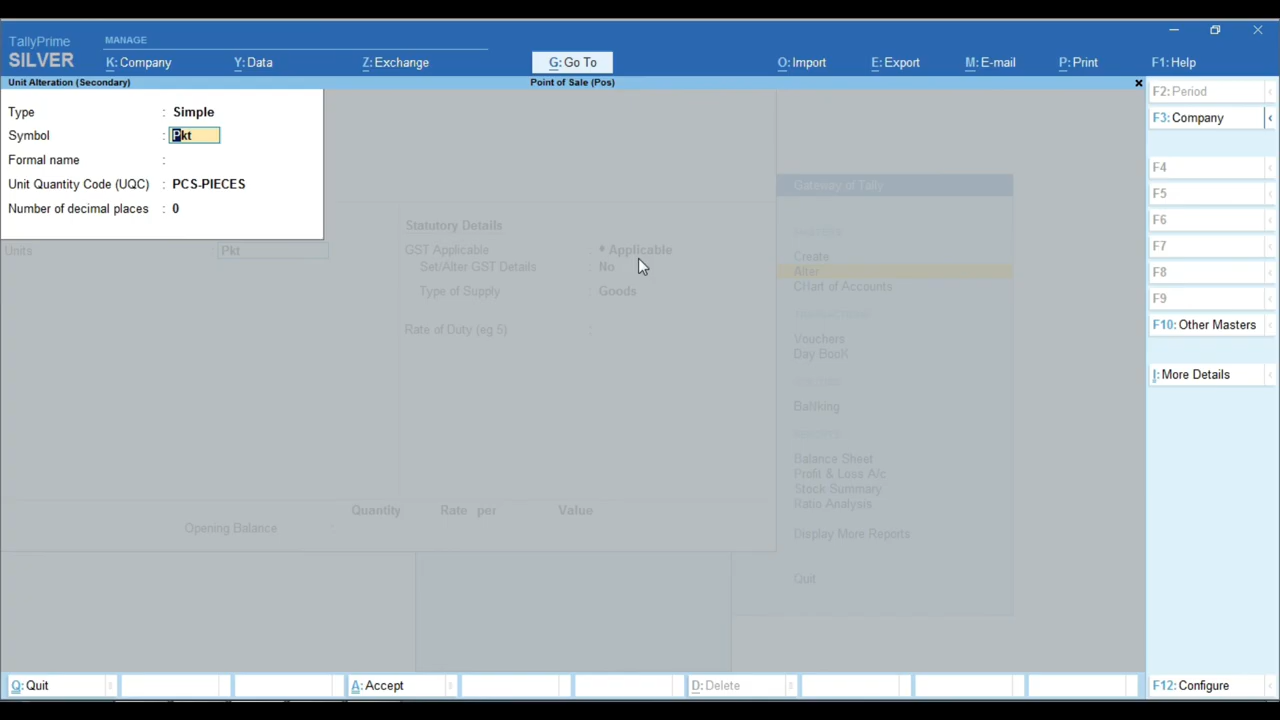 TallyPrime
SILVER
MANAGE
K: Company
Y: Data
Z: Exchange
G: Go To
O: Import
E: Export
M: E-mail
P: Print
F1: Help
Unit Alteration (Secondary)
Point of Sale (Pos)
Type : Simple
Symbol : Pkt
Formal name :
Unit Quantity Code (UQC) : PCS-PIECES
Number of decimal places : 0
Units
Pkt
Statutory Details
GST Applicable : Applicable
Set/Alter GST Details : No
Type of Supply : Goods
Rate of Duty (eg 5) :
Quantity Rate per Value
Opening Balance :
Gateway of Tally
Create
Alter
CHart of Accounts
Vouchers
Day BooK
BaNking
Balance Sheet
Profit & Loss A/c
Stock Summary
Ratio Analysis
Display More Reports
Quit
F2: Period
F3: Company
F4
F5
F6
F7
F8
F9
F10: Other Masters
I: More Details
Q: Quit
A: Accept
D: Delete
F12: Configure